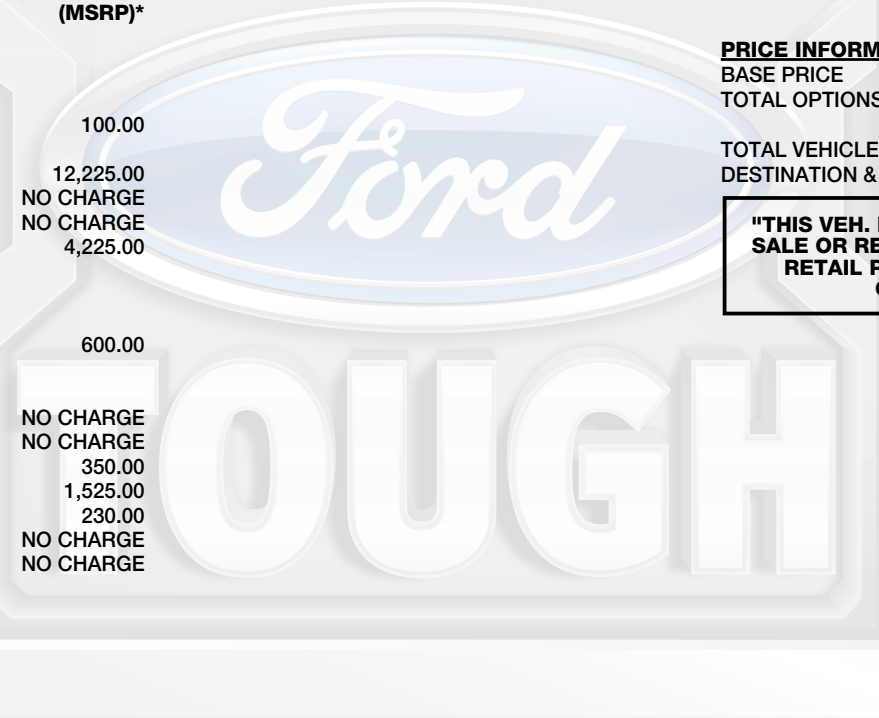 (MSRP)*
100.00
12,225.00
NO CHARGE
NO CHARGE
4,225.00
600.00
NO CHARGE
NO CHARGE
350.00
1,525.00
230.00
NO CHARGE
NO CHARGE
PRICE INFORM
BASE PRICE
TOTAL OPTIONS
TOTAL VEHICLE
DESTINATION &
"THIS VEH.
SALE OR RE
RETAIL P
Ford
TOUGH